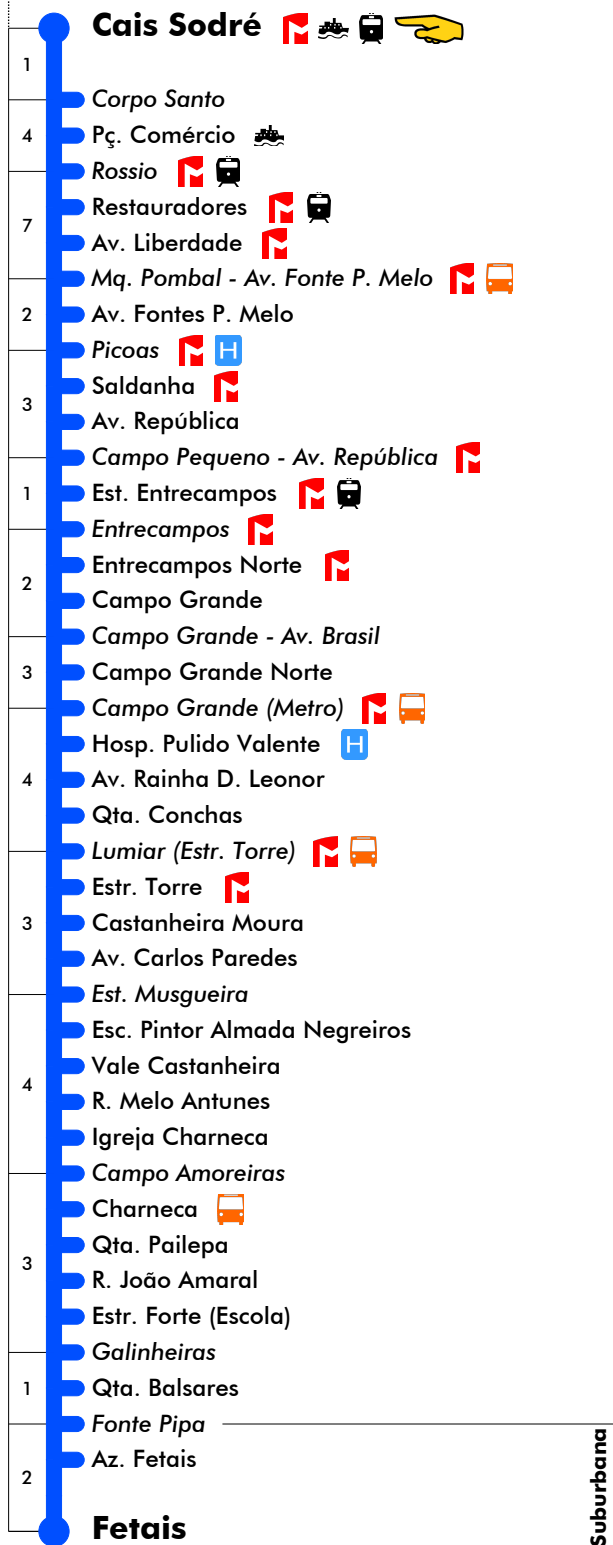 Cais Sodré
1
Corpo Santo
4
Pç. Comércio
Rossio
Restauradores
7
Av. Liberdade
Mq. Pombal - Av. Fonte P. Melo
2
Av. Fontes P. Melo
Picoas
H
Saldanha
3
Av. República
Campo Pequeno - Av. República
1
Est. Entrecampos
Entrecampos
Entrecampos Norte
2
Campo Grande
Campo Grande - Av. Brasil
3
Campo Grande Norte
Campo Grande (Metro)
Hosp. Pulido Valente
H
4
Av. Rainha D. Leonor
Qta. Conchas
Lumiar (Estr. Torre)
Estr. Torre
3
Castanheira Moura
Av. Carlos Paredes
Est. Musgueira
Esc. Pintor Almada Negreiros
Vale Castanheira
4
R. Melo Antunes
Igreja Charneca
Campo Amoreiras
Charneca
Qta. Pailepa
3
R. João Amaral
Estr. Forte (Escola)
Galinheiras
1
Qta. Balsares
Fonte Pipa
Az. Fetais
2
Suburbana
Fetais